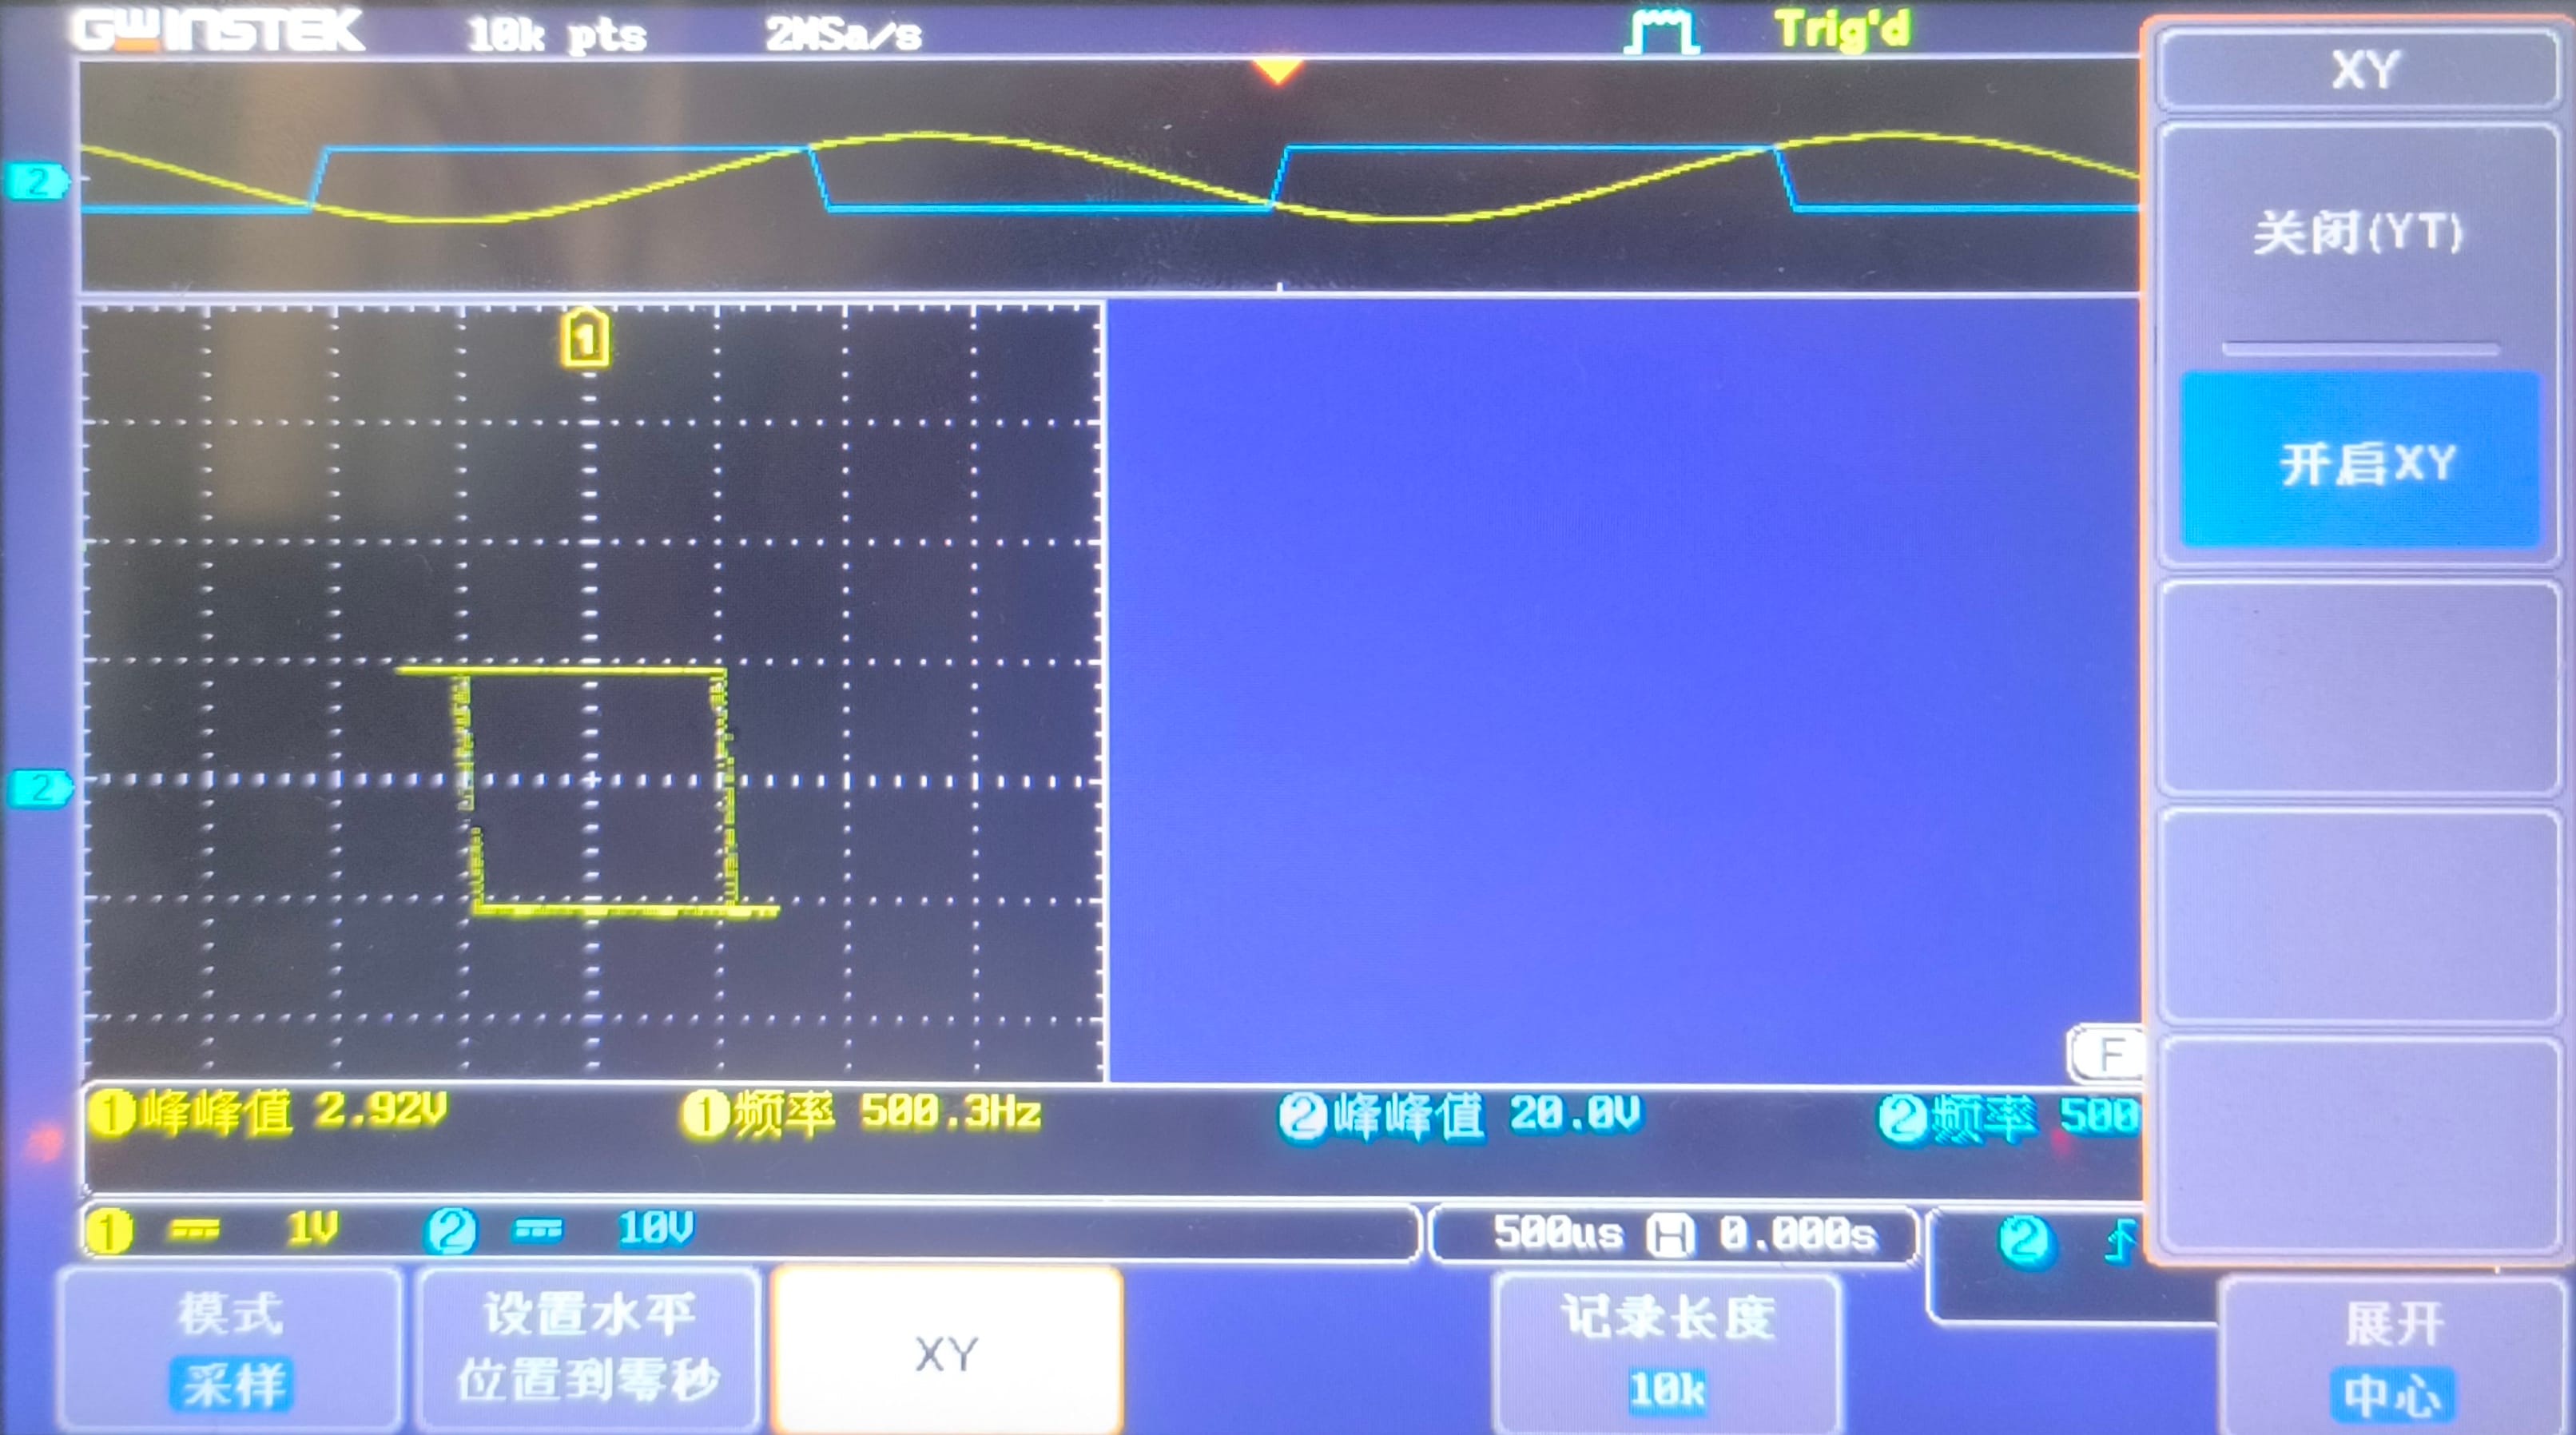 GWINSTEK 10k pts 2MSa/s Trig'd
XY
关闭(YT)
开启XY
2
1
2
F
1峰峰值 2.92V 1频率 500.3Hz 2峰峰值 20.0V 2频率 500
1 1V 2 10V 500us H 0.000s 2
模式
采样
设置水平
位置到零秒
XY
记录长度
10k
展开
中心